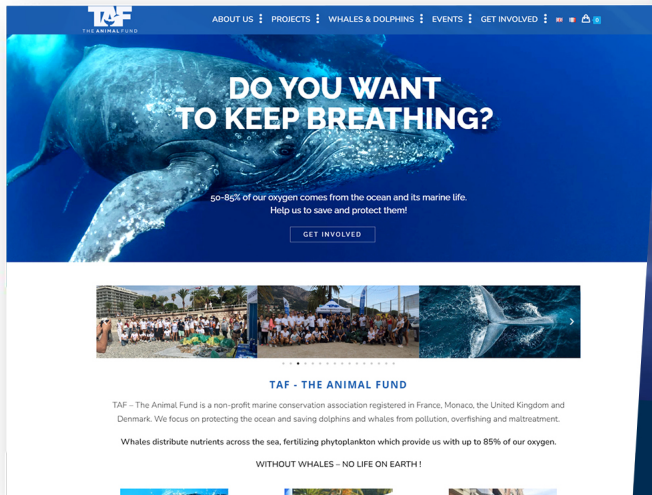 TAF
THE ANIMAL FUND
ABOUT US
PROJECTS
WHALES & DOLPHINS
EVENTS
GET INVOLVED
0
DO YOU WANT
TO KEEP BREATHING?
50-85% of our oxygen comes from the ocean and its marine life.
Help us to save and protect them!
GET INVOLVED
TAF - THE ANIMAL FUND
TAF – The Animal Fund is a non-profit marine conservation association registered in France, Monaco, the United Kingdom and
Denmark. We focus on protecting the ocean and saving dolphins and whales from pollution, overfishing and maltreatment.
Whales distribute nutrients across the sea, fertilizing phytoplankton which provide us with up to 85% of our oxygen.
WITHOUT WHALES – NO LIFE ON EARTH !